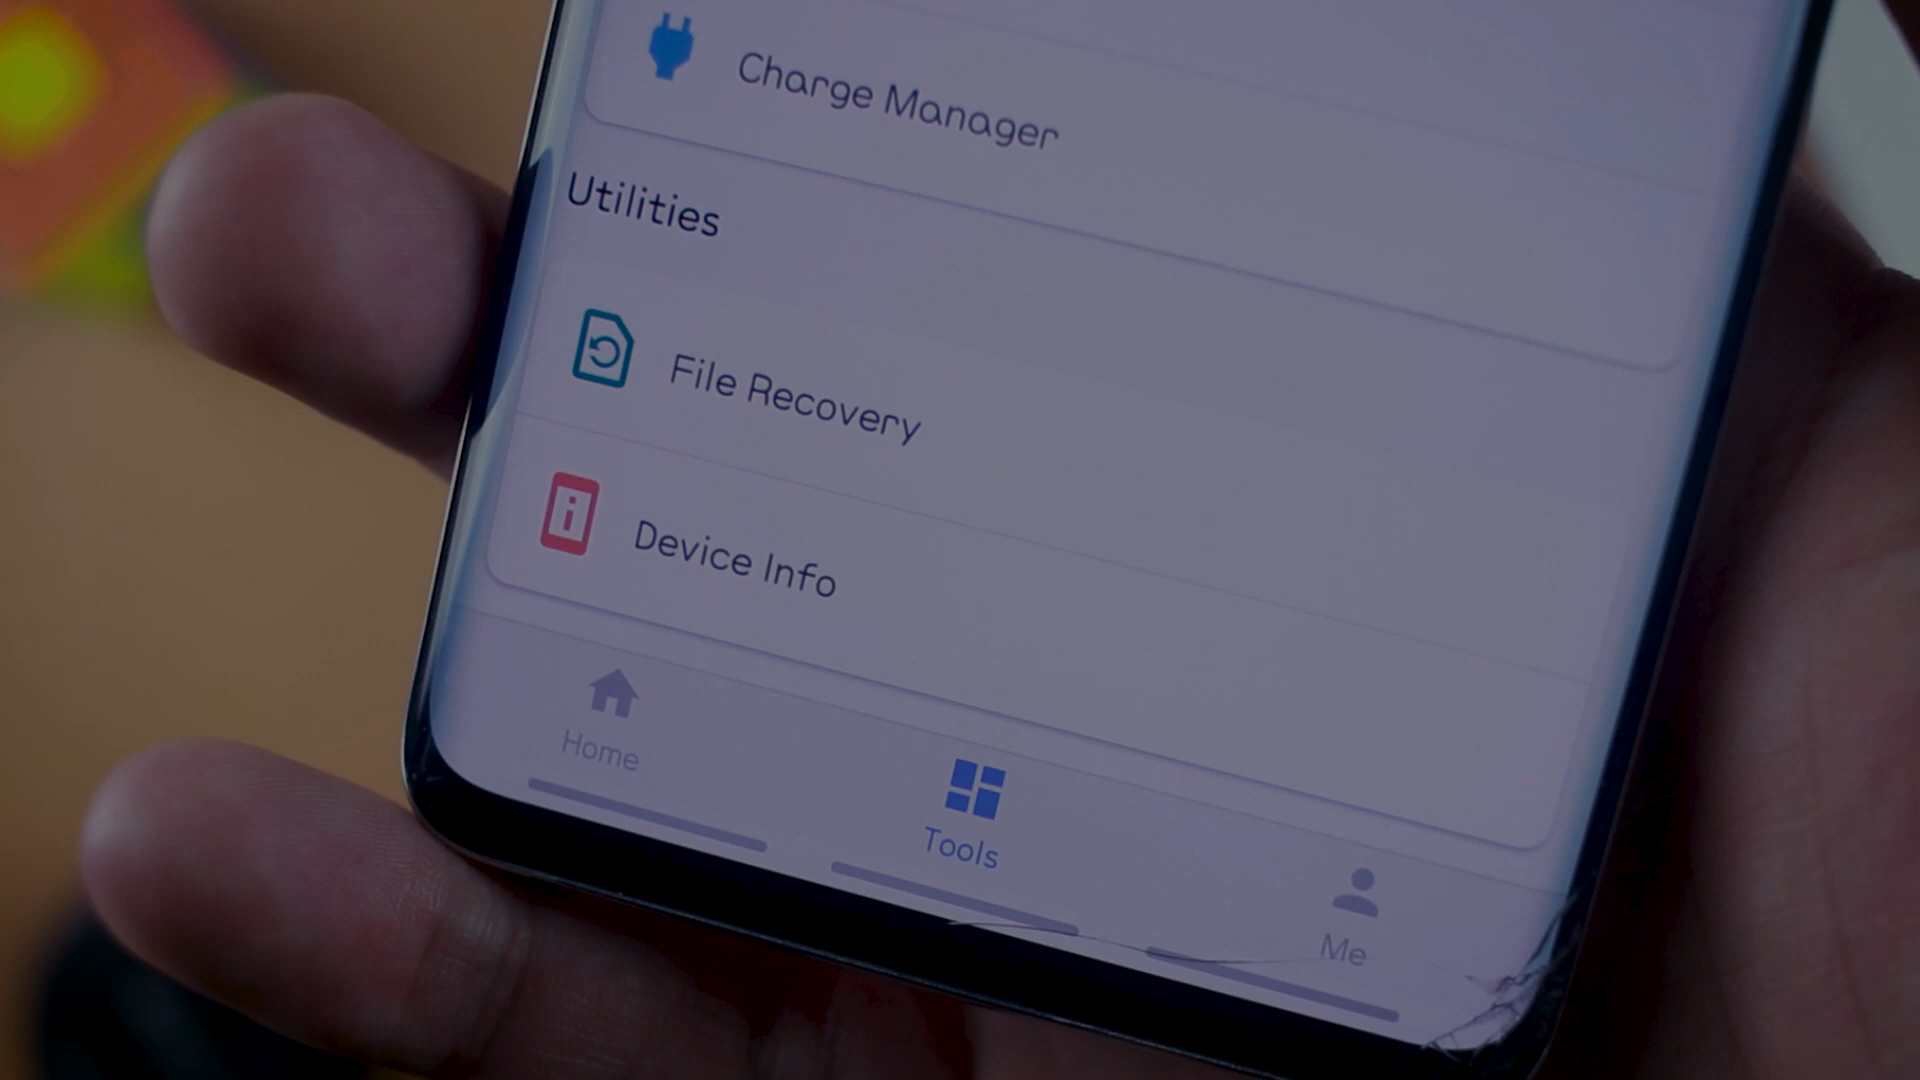 Charge Manager
Utilities
File Recovery
Device Info
Home
Tools
Me